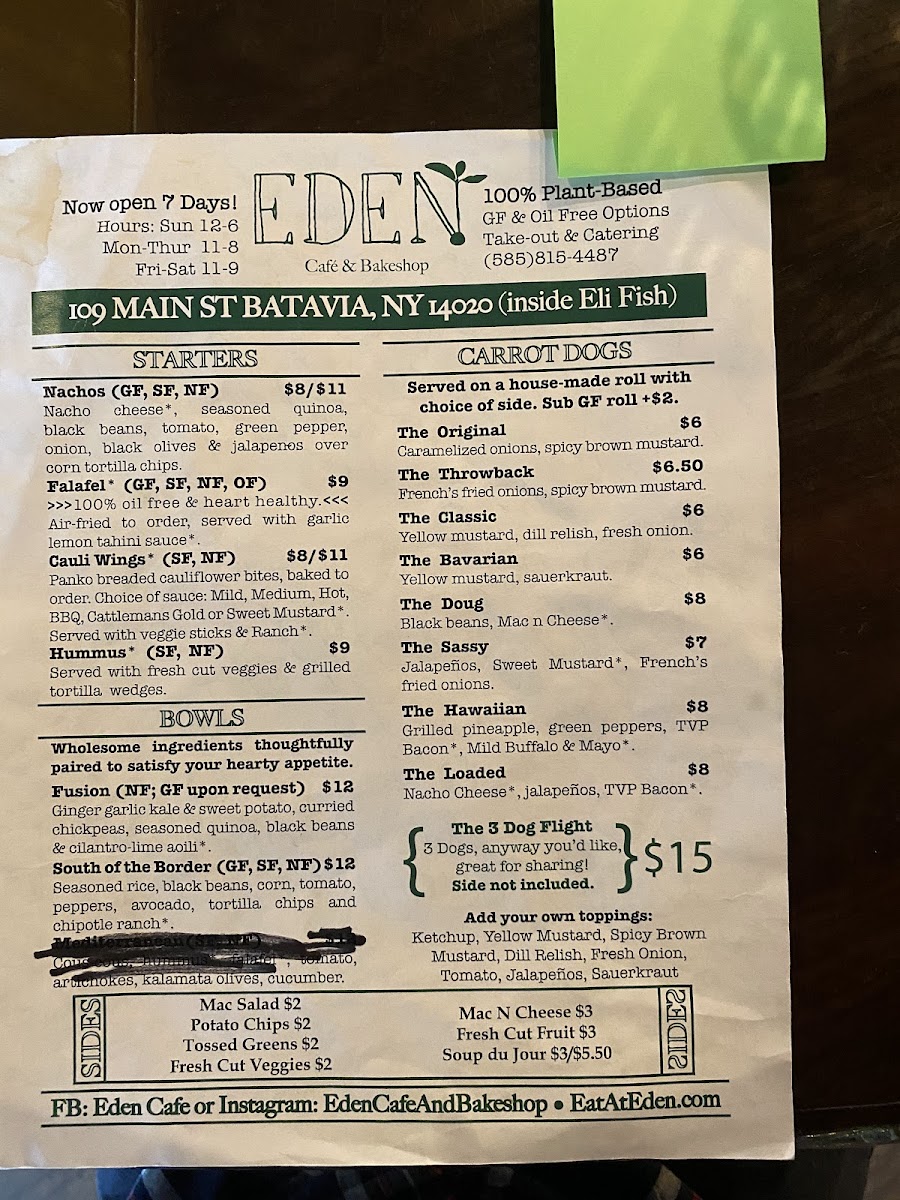 Now open 7 Days!
Hours: Sun 12-6
Mon-Thur 11-8
Fri-Sat 11-9
EDEN
Café & Bakeshop
100% Plant-Based
GF & Oil Free Options
Take-out & Catering
(585)815-4487
109 MAIN ST BATAVIA, NY 14020 (inside Eli Fish)
STARTERS
Nachos (GF, SF, NF) $8/$11
Nacho cheese*, seasoned quinoa,
black beans, tomato, green pepper,
onion, black olives & jalapenos over
corn tortilla chips.
Falafel* (GF, SF, NF, OF) $9
>>>100% oil free & heart healthy.<<<
Air-fried to order, served with garlic
lemon tahini sauce*.
Cauli Wings* (SF, NF) $8/$11
Panko breaded cauliflower bites, baked to
order. Choice of sauce: Mild, Medium, Hot,
BBQ, Cattlemans Gold or Sweet Mustard*.
Served with veggie sticks & Ranch*.
Hummus* (SF, NF) $9
Served with fresh cut veggies & grilled
tortilla wedges.
BOWLS
Wholesome ingredients thoughtfully
paired to satisfy your hearty appetite.
Fusion (NF; GF upon request) $12
Ginger garlic kale & sweet potato, curried
chickpeas, seasoned quinoa, black beans
& cilantro-lime aoili*.
South of the Border (GF, SF, NF) $12
Seasoned rice, black beans, corn, tomato,
peppers, avocado, tortilla chips and
chipotle ranch*.
Mediterranean (SF, NF)
tomato,
artichokes, kalamata olives, cucumber.
CARROT DOGS
Served on a house-made roll with
choice of side. Sub GF roll +$2.
The Original $6
Caramelized onions, spicy brown mustard.
The Throwback $6.50
French's fried onions, spicy brown mustard.
The Classic $6
Yellow mustard, dill relish, fresh onion.
The Bavarian $6
Yellow mustard, sauerkraut.
The Doug $8
Black beans, Mac n Cheese*.
The Sassy $7
Jalapeños, Sweet Mustard*, French's
fried onions.
The Hawaiian $8
Grilled pineapple, green peppers, TVP
Bacon*, Mild Buffalo & Mayo*.
The Loaded $8
Nacho Cheese*, jalapeños, TVP Bacon*.
The 3 Dog Flight
3 Dogs, anyway you'd like,
great for sharing!
Side not included.
$15
Add your own toppings:
Ketchup, Yellow Mustard, Spicy Brown
Mustard, Dill Relish, Fresh Onion,
Tomato, Jalapeños, Sauerkraut
SIDES
Mac Salad $2
Potato Chips $2
Tossed Greens $2
Fresh Cut Veggies $2
Mac N Cheese $3
Fresh Cut Fruit $3
Soup du Jour $3/$5.50
SIDES
FB: Eden Cafe or Instagram: EdenCafeAndBakeshop • EatAtEden.com